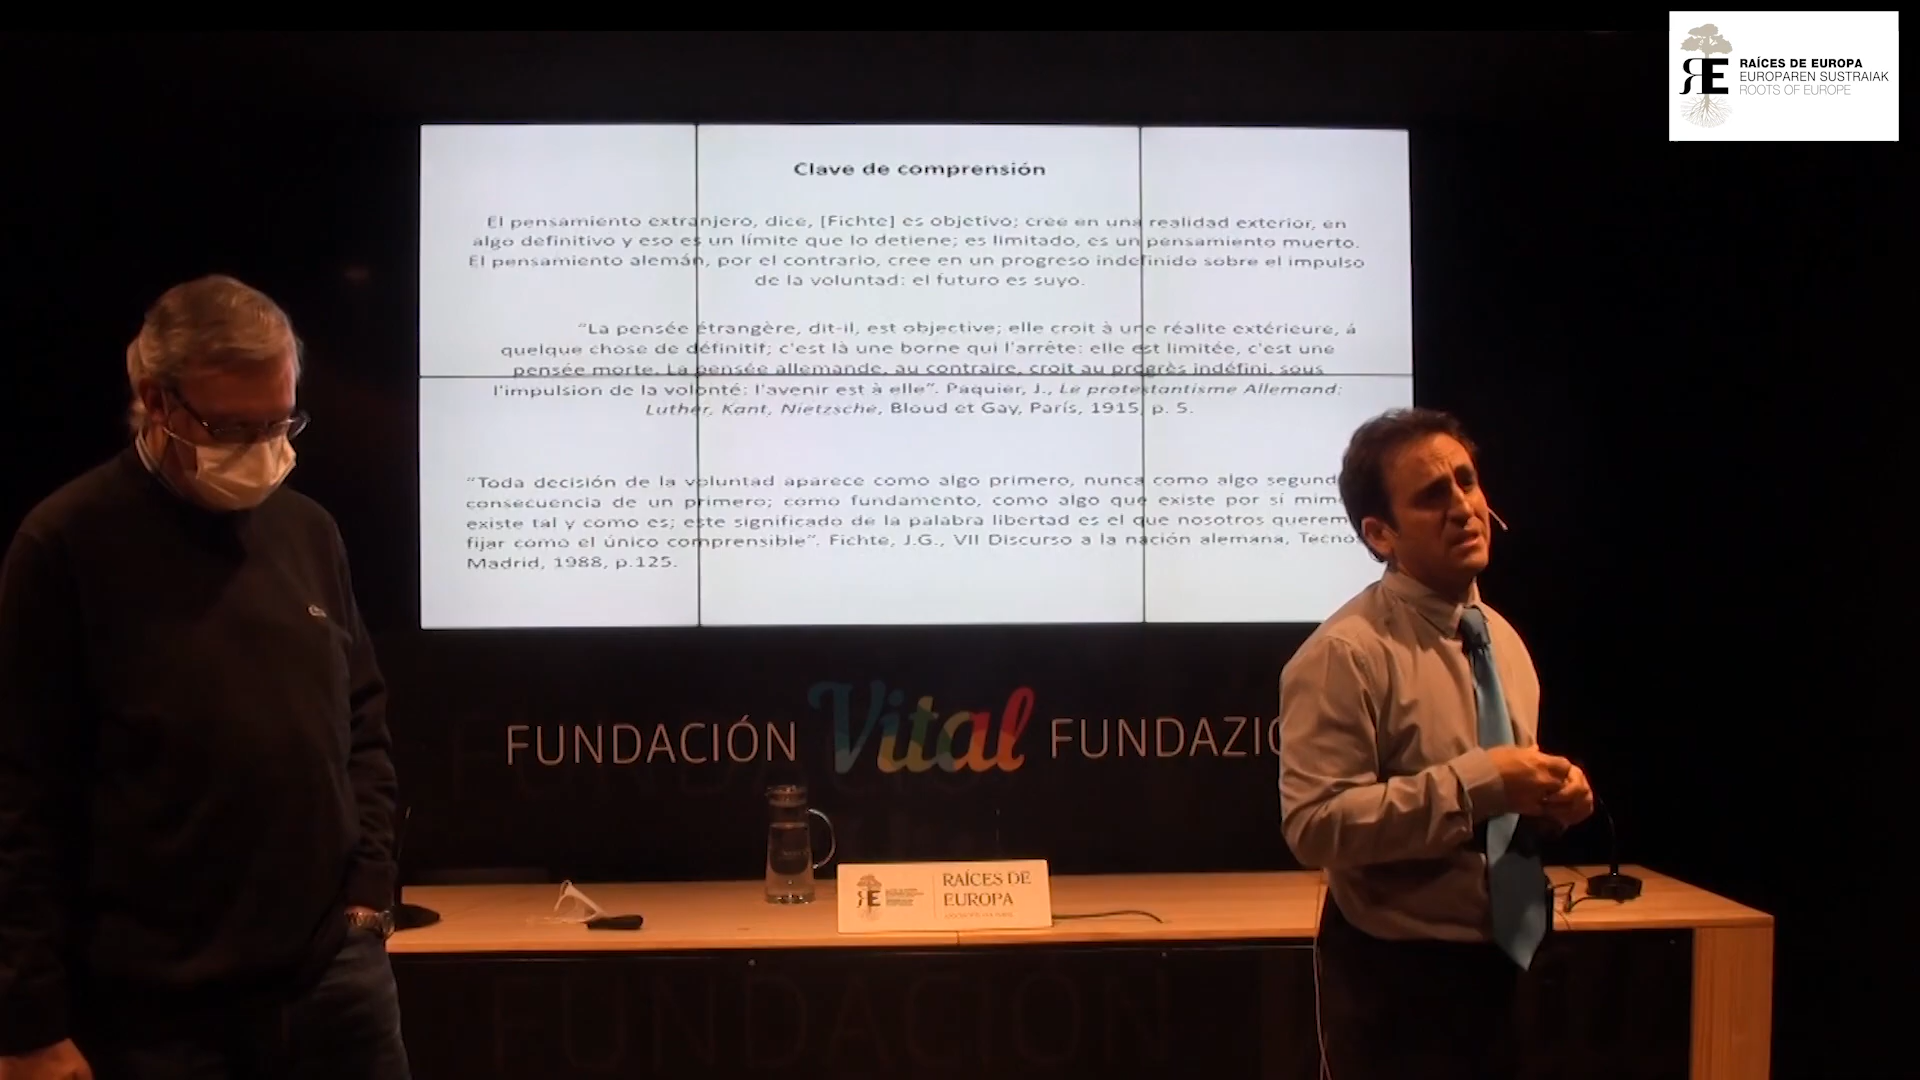 RAÍCES DE EUROPA
EUROPAREN SUSTRAIAK
ROOTS OF EUROPE
RE
Clave de comprensión
El pensamiento extranjero, dice, [Fichte] es objetivo; cree en una realidad exterior, en
algo definitivo y eso es un límite que lo detiene; es limitado, es un pensamiento muerto.
El pensamiento alemán, por el contrario, cree en un progreso indefinido sobre el impulso
de la voluntad: el futuro es suyo.
"La pensée étrangère, dit-il, est objective; elle croit à une réalite extérieure, á
quelque chose de définitif; c'est là une borne qui l'arrête: elle est limitée, c'est une
pensée morte. La pensée allemande, au contraire, croit au progrès indéfini, sous
l'impulsion de la volonté: l'avenir est à elle". Paquier, J., Le protestantisme Allemand:
Luther, Kant, Nietzsche, Bloud et Gay, París, 1915, p. 5.
"Toda decisión de la voluntad aparece como algo primero, nunca como algo segund
consecuencia de un primero; como fundamento, como algo que existe por sí mim
existe tal y como es; este significado de la palabra libertad es el que nosotros querem
fijar como el único comprensible". Fichte, J.G., VII Discurso a la nación alemana, Tecno
Madrid, 1988, p.125.
FUNDACIÓN Vital FUNDAZIO
RE
RAÍCES DE
EUROPA
FUNDACIÓN